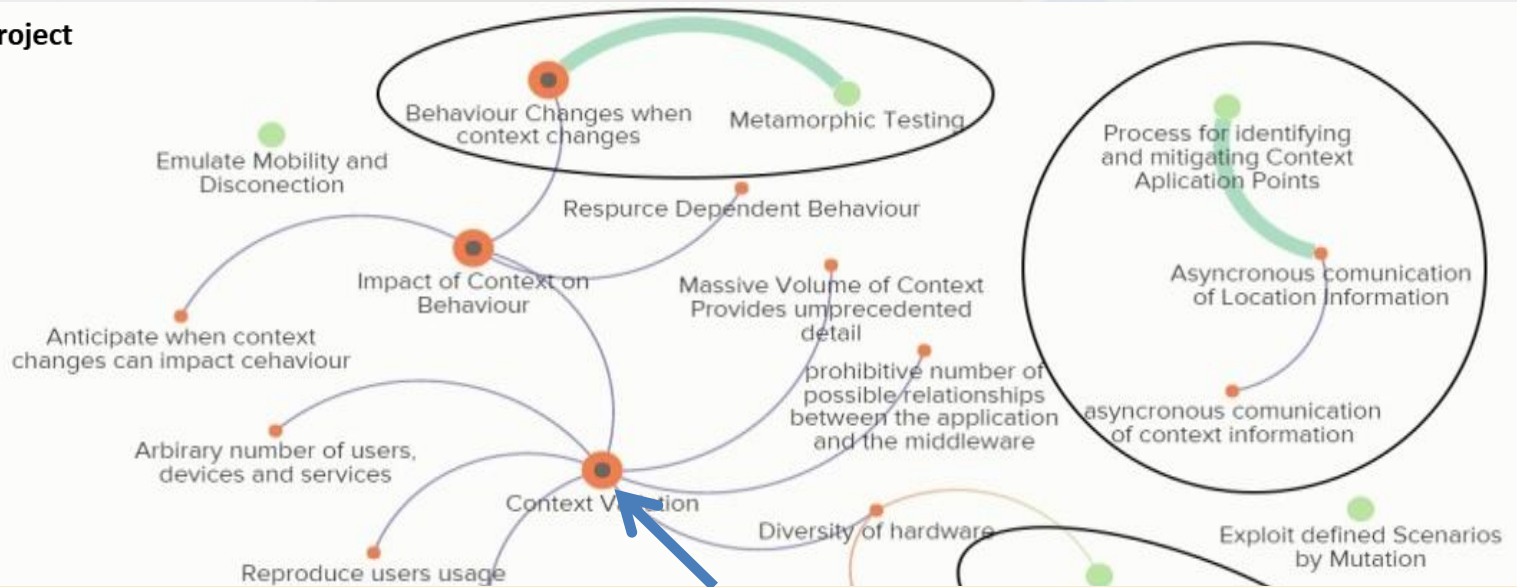 roject
Behaviour Changes when
context changes
Metamorphic Testing
Emulate Mobility and
Disconection
Process for identifying
and mitigating Context
Aplication Points
Respurce Dependent Behaviour
Impact of Context on
Behaviour
Massive Volume of Context
Provides umprecedented
detail
Asyncronous comunication
of Location Information
Anticipate when context
changes can impact cehaviour
prohibitive number of
possible relationships
between the application
and the middleware
asyncronous comunication
of context information
Arbirary number of users,
devices and services
Context
Diversity of hardware
Exploit defined Scenarios
by Mutation
Reproduce users usage